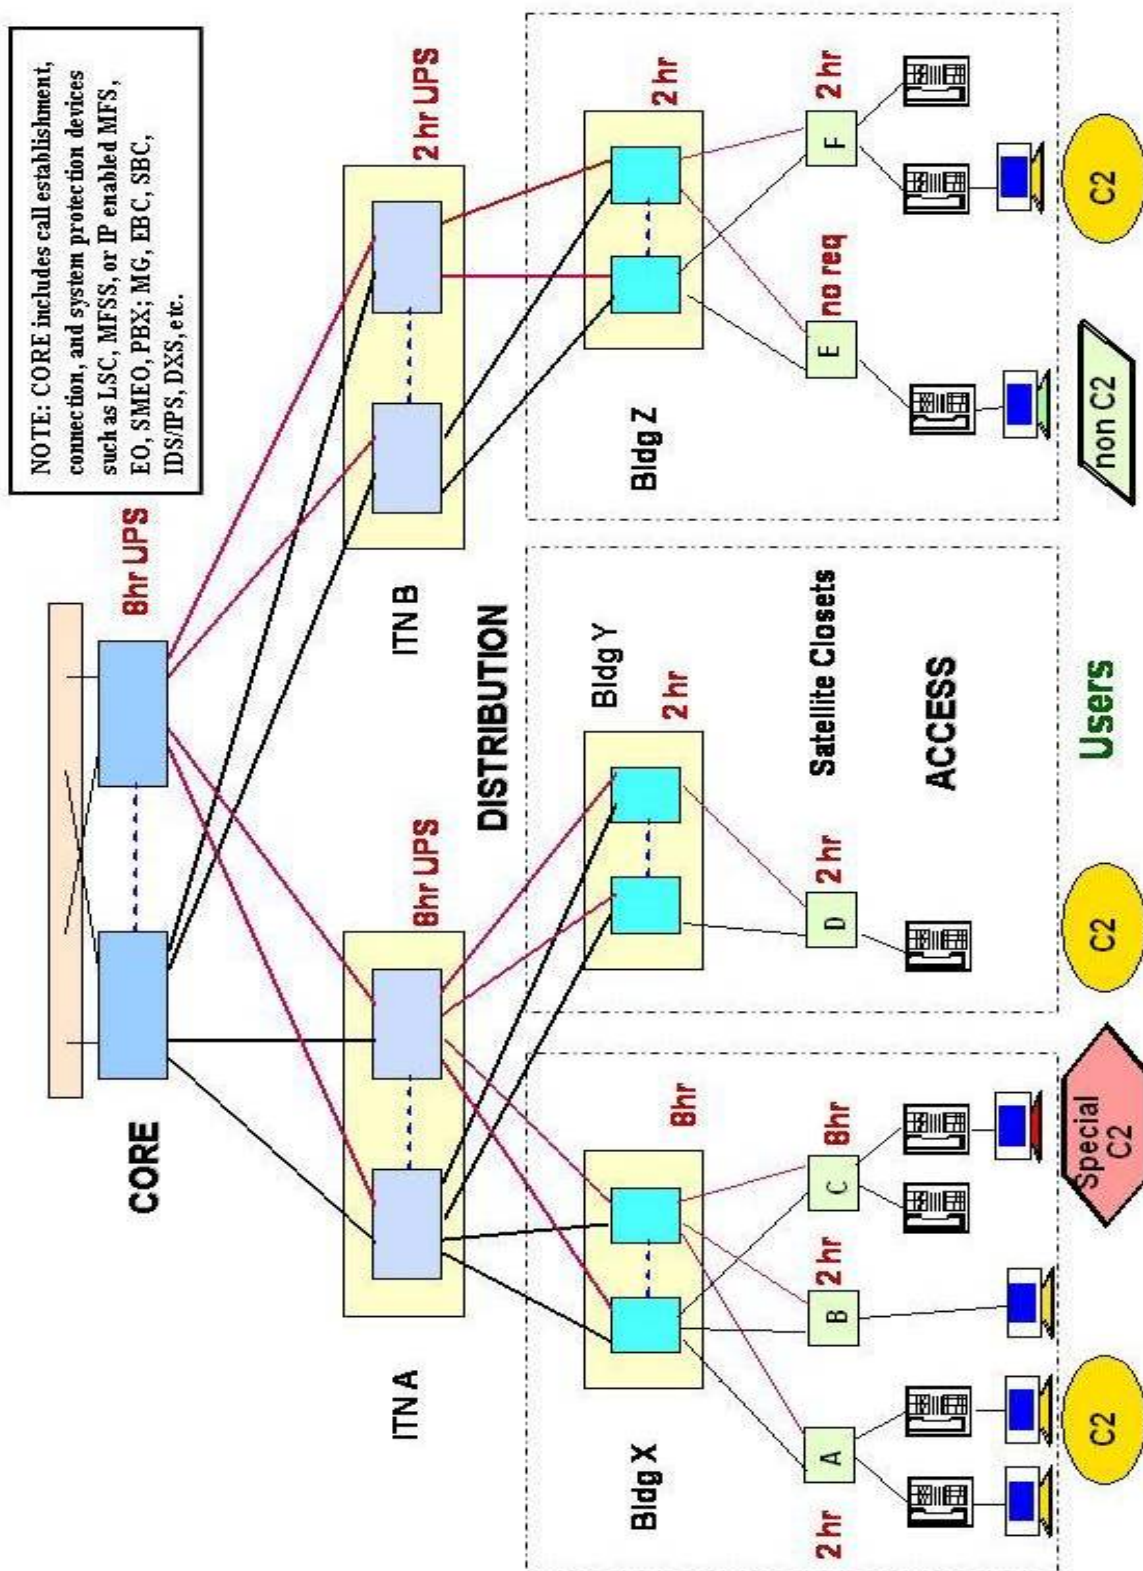 NOTE: CORE includes call establishment,
connection, and system protection devices
such as LSC, MFSS, or IP enabled MFS,
EO, SMEO, PBX; MG, EBC, SBC,
IDS/IPS, DXS, etc.
8hr UPS
CORE
ITN A
8hr UPS
ITN B
2 hr UPS
DISTRIBUTION
Bldg X
8hr
Bldg Y
2 hr
Bldg Z
2 hr
2 hr
A
B
2 hr
C
8hr
D
2 hr
Satellite Closets
E
no req
F
2 hr
ACCESS
C2
Special
C2
C2
Users
non C2
C2